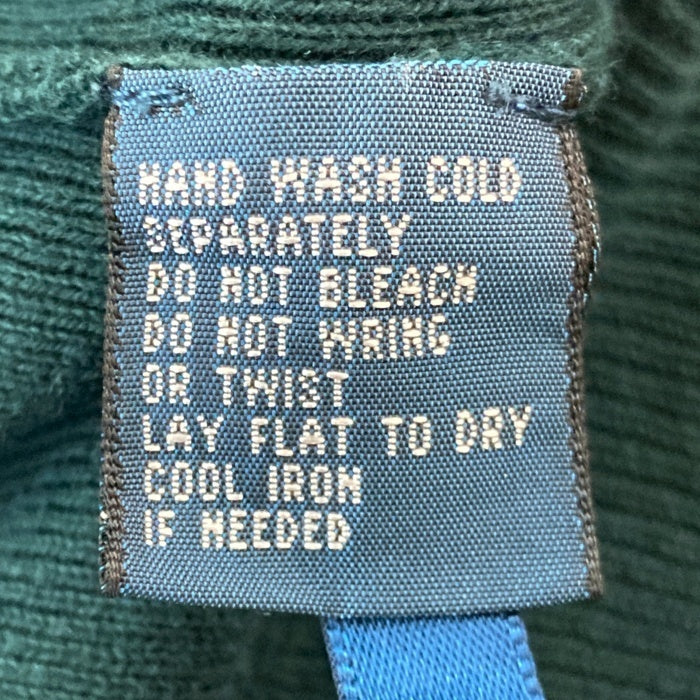 HAND WASH COLD
SEPARATELY
DO NOT BLEACH
DO NOT WRING
OR TWIST
LAY FLAT TO DRY
COOL IRON
IF NEEDED